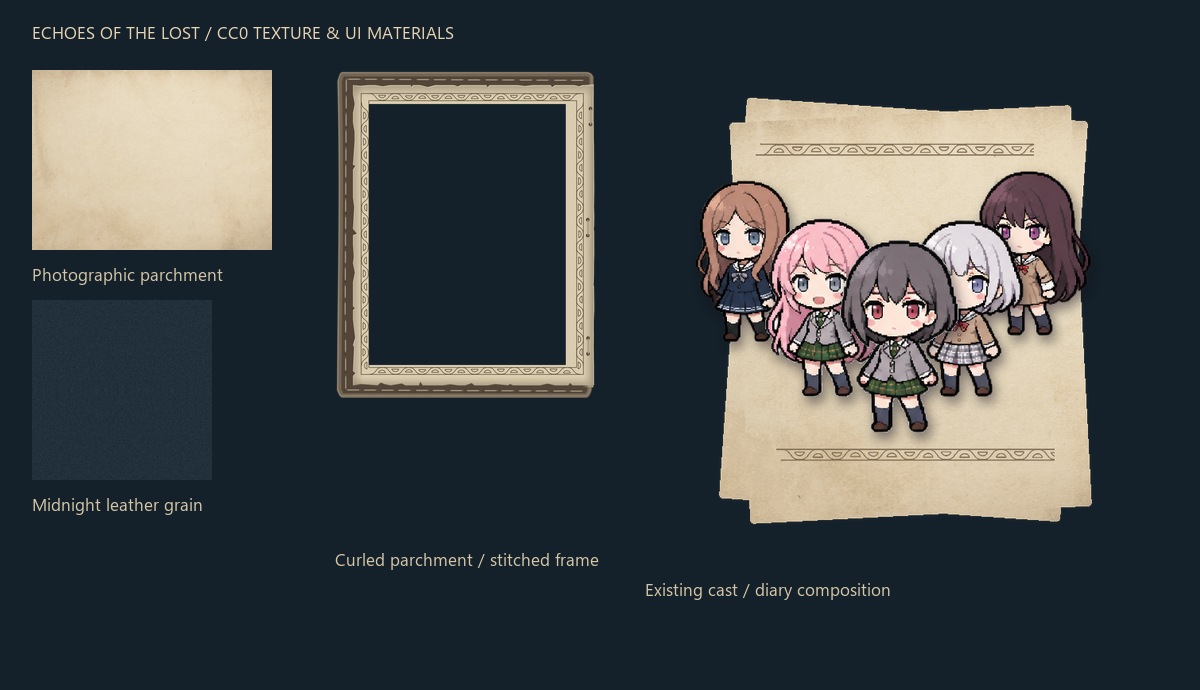 ECHOES OF THE LOST / CC0 TEXTURE & UI MATERIALS
Photographic parchment
Midnight leather grain
Curled parchment / stitched frame
Existing cast / diary composition